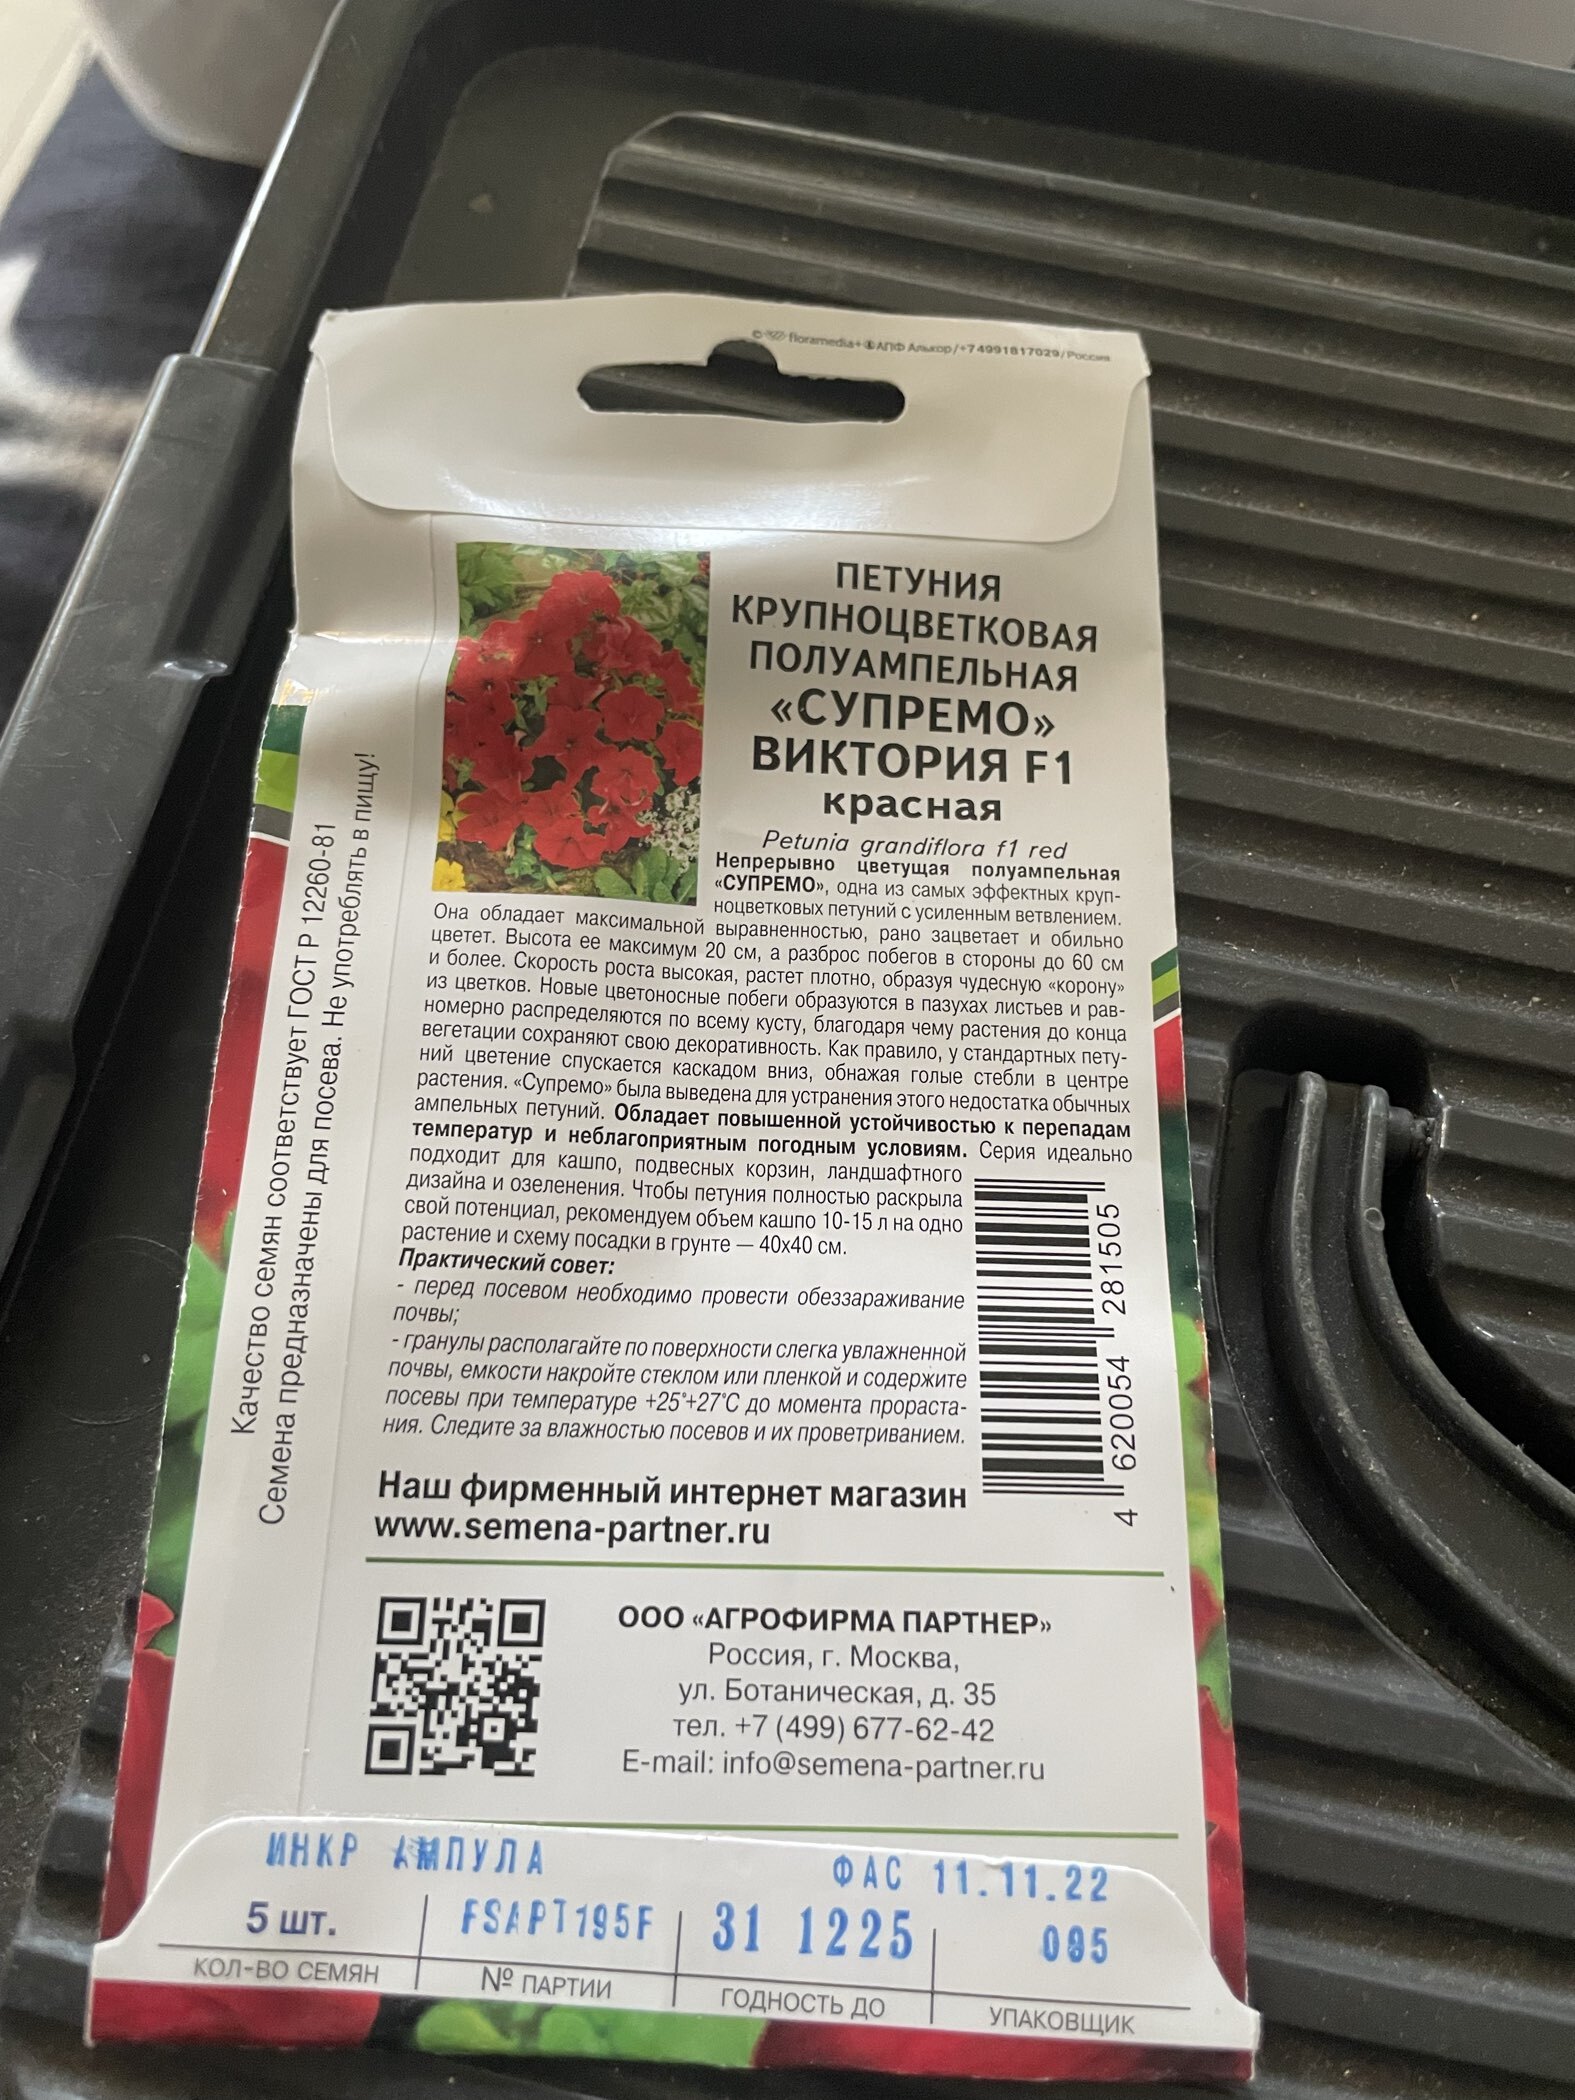 © floramedia+ АПФ Алькор/+74991817029/Россия
ПЕТУНИЯ
КРУПНОЦВЕТКОВАЯ
ПОЛУАМПЕЛЬНАЯ
«СУПРЕМО»
ВИКТОРИЯ F1
красная
Petunia grandiflora f1 red
Непрерывно цветущая полуампельная
«СУПРЕМО», одна из самых эффектных круп-
ноцветковых петуний с усиленным ветвлением.
Она обладает максимальной выравненностью, рано зацветает и обильно
цветет. Высота ее максимум 20 см, а разброс побегов в стороны до 60 см
и более. Скорость роста высокая, растет плотно, образуя чудесную «корону»
из цветков. Новые цветоносные побеги образуются в пазухах листьев и рав-
номерно распределяются по всему кусту, благодаря чему растения до конца
вегетации сохраняют свою декоративность. Как правило, у стандартных пету-
ний цветение спускается каскадом вниз, обнажая голые стебли в центре
растения. «Супремо» была выведена для устранения этого недостатка обычных
ампельных петуний. Обладает повышенной устойчивостью к перепадам
температур и неблагоприятным погодным условиям. Серия идеально
подходит для кашпо, подвесных корзин, ландшафтного
дизайна и озеленения. Чтобы петуния полностью раскрыла
свой потенциал, рекомендуем объем кашпо 10-15 л на одно
растение и схему посадки в грунте — 40х40 см.
Практический совет:
- перед посевом необходимо провести обеззараживание
почвы;
- гранулы располагайте по поверхности слегка увлажненной
почвы, емкости накройте стеклом или пленкой и содержите
посевы при температуре +25°+27°С до момента прораста-
ния. Следите за влажностью посевов и их проветриванием.
4 620054 281505
Качество семян соответствует ГОСТ Р 12260-81
Семена предназначены для посева. Не употреблять в пищу!
Наш фирменный интернет магазин
www.semena-partner.ru
ООО «АГРОФИРМА ПАРТНЕР»
Россия, г. Москва,
ул. Ботаническая, д. 35
тел. +7 (499) 677-62-42
E-mail: info@semena-partner.ru
ИНКР АМПУЛА ФАС 11.11.22
5 шт. FSAPT195F 31 1225 095
КОЛ-ВО СЕМЯН № ПАРТИИ ГОДНОСТЬ ДО УПАКОВЩИК